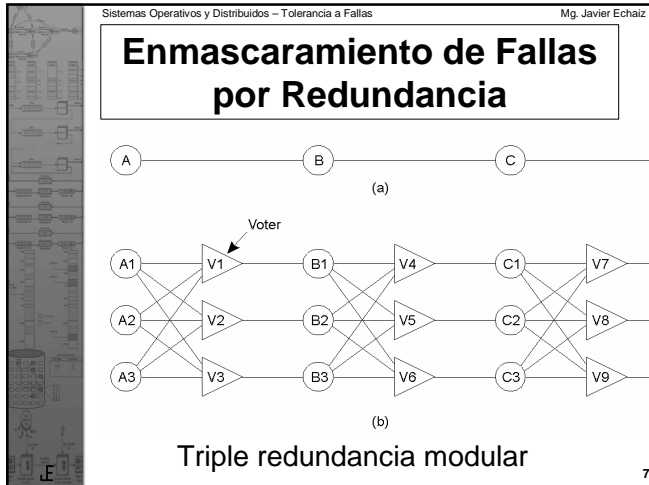 Sistemas Operativos y Distribuidos – Tolerancia a Fallas Mg. Javier Echaiz
Enmascaramiento de Fallas
por Redundancia
A B C
(a)
Voter
A1 V1 B1 V4 C1 V7
A2 V2 B2 V5 C2 V8
A3 V3 B3 V6 C3 V9
(b)
Triple redundancia modular
JE 7